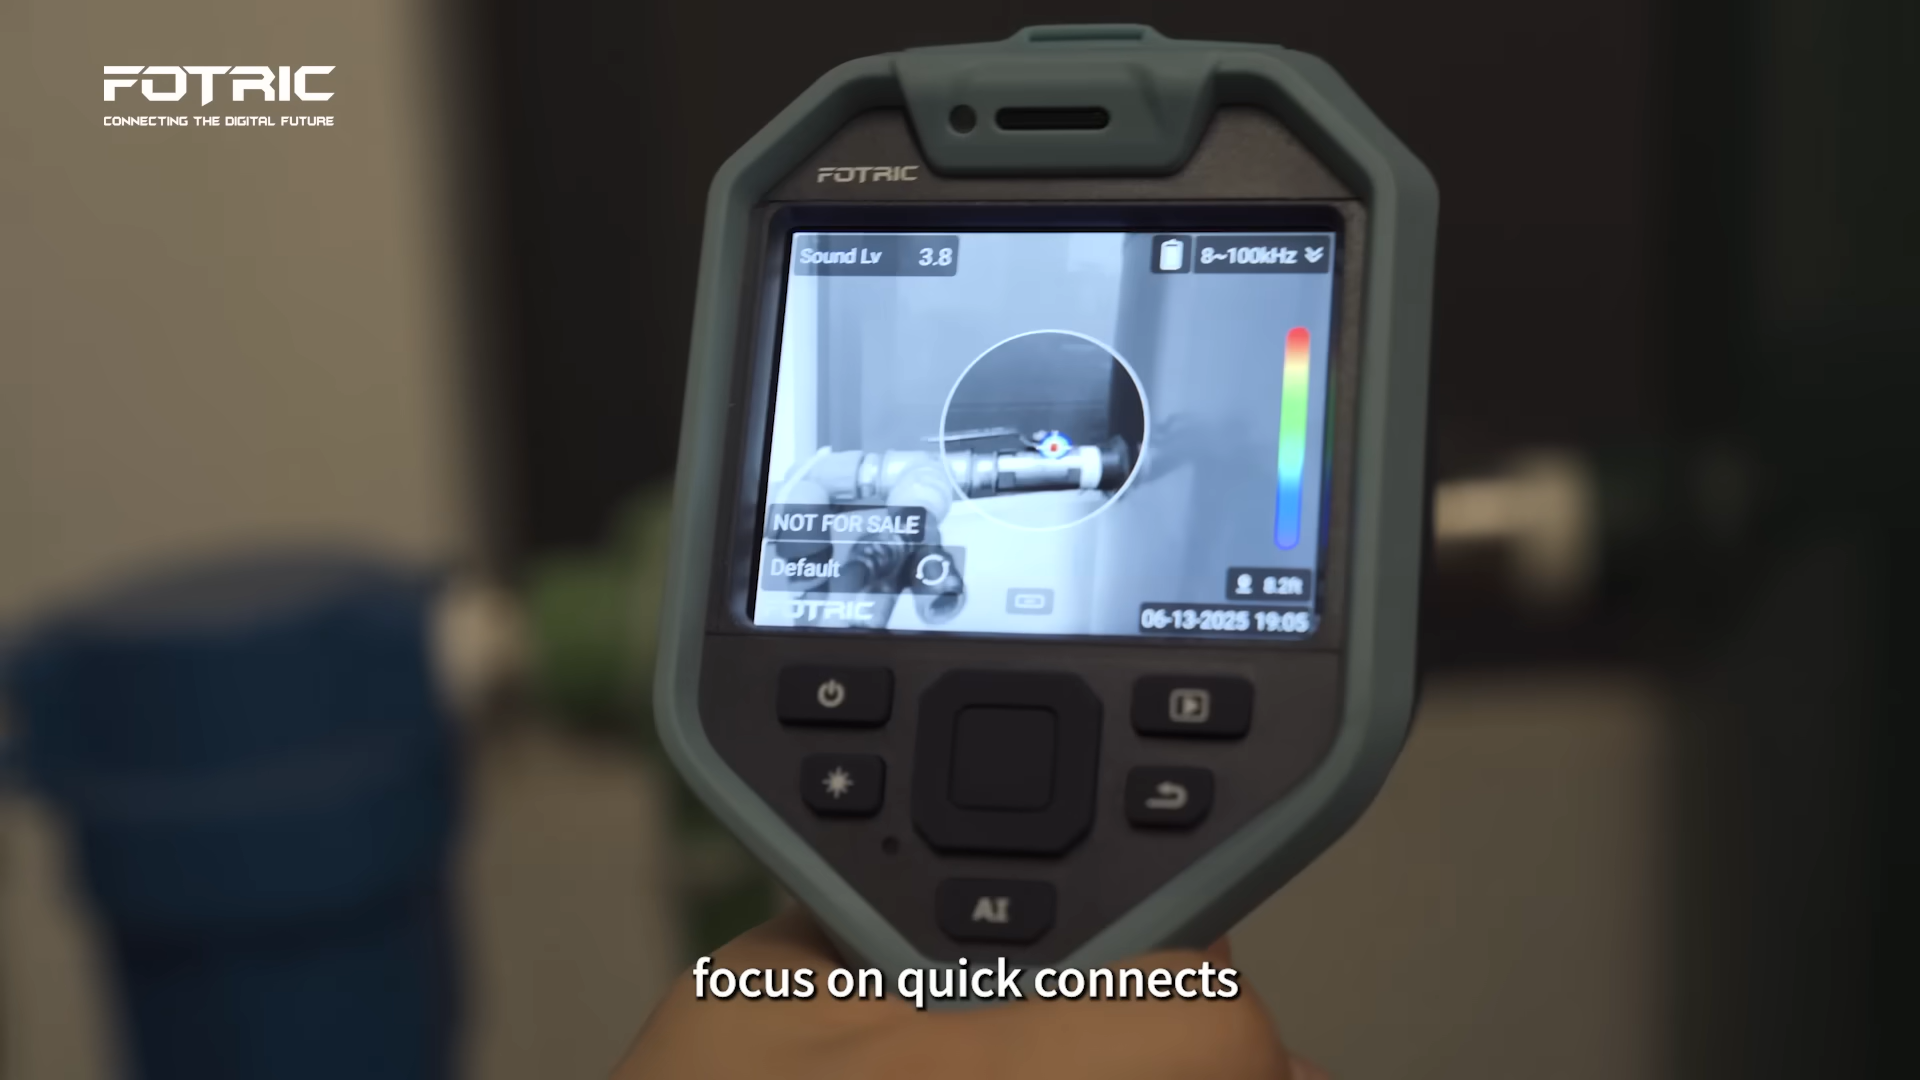 FOTRIC
CONNECTING THE DIGITAL FUTURE
FOTRIC
Sound Lv 3.8
8~100kHz
NOT FOR SALE
Default
FOTRIC
8.2ft
06-13-2025 19:05
AI
focus on quick connects